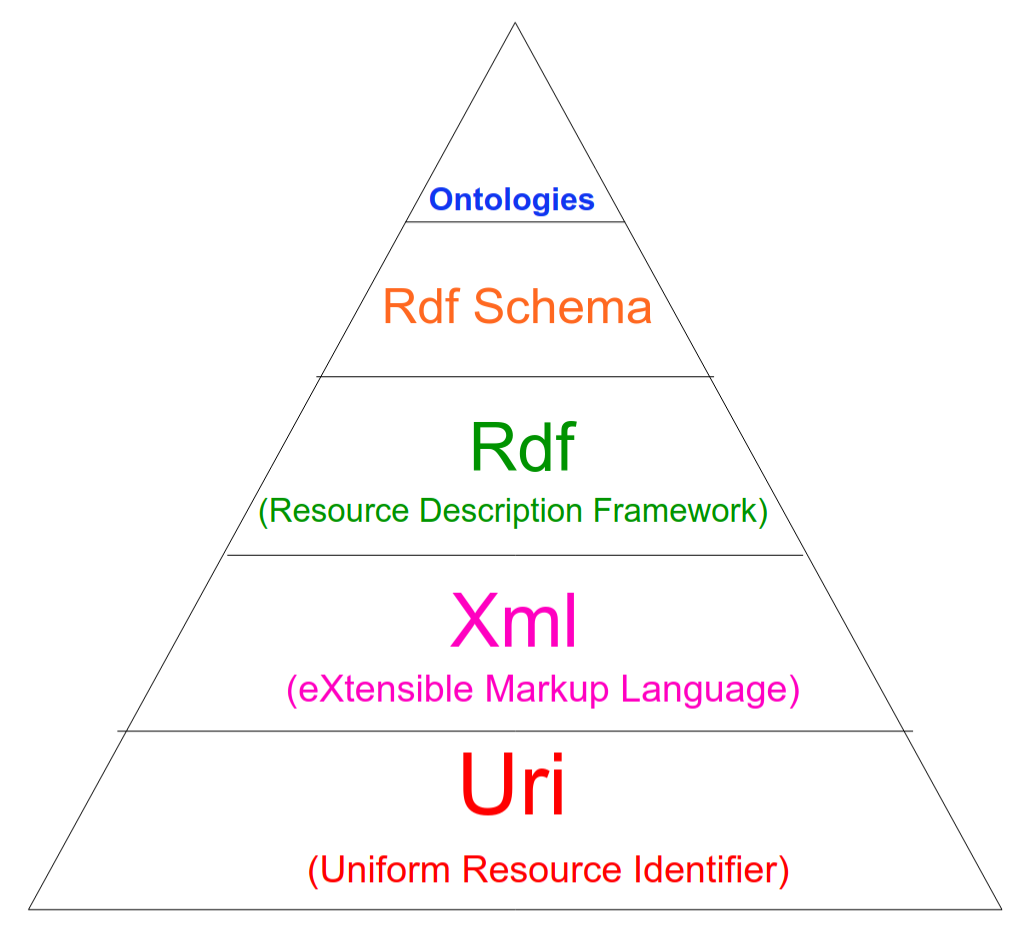 Ontologies
Rdf Schema
Rdf
(Resource Description Framework)
Xml
(eXtensible Markup Language)
Uri
(Uniform Resource Identifier)